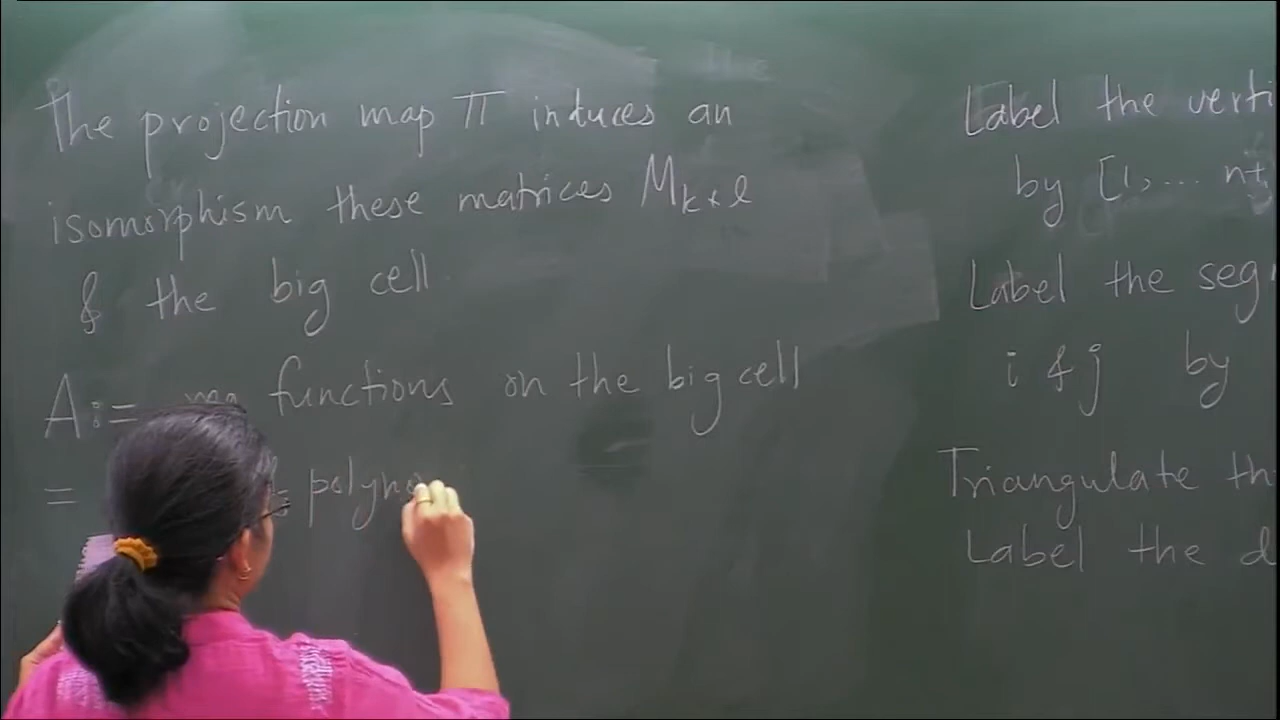 The projection map π induces an
isomorphism these matrices M_{k×l}
& the big cell
A := functions on the big cell
= polyno
Label the verti
by [1, ... n+
Label the seg
i & j by
Triangulate th
Label the d